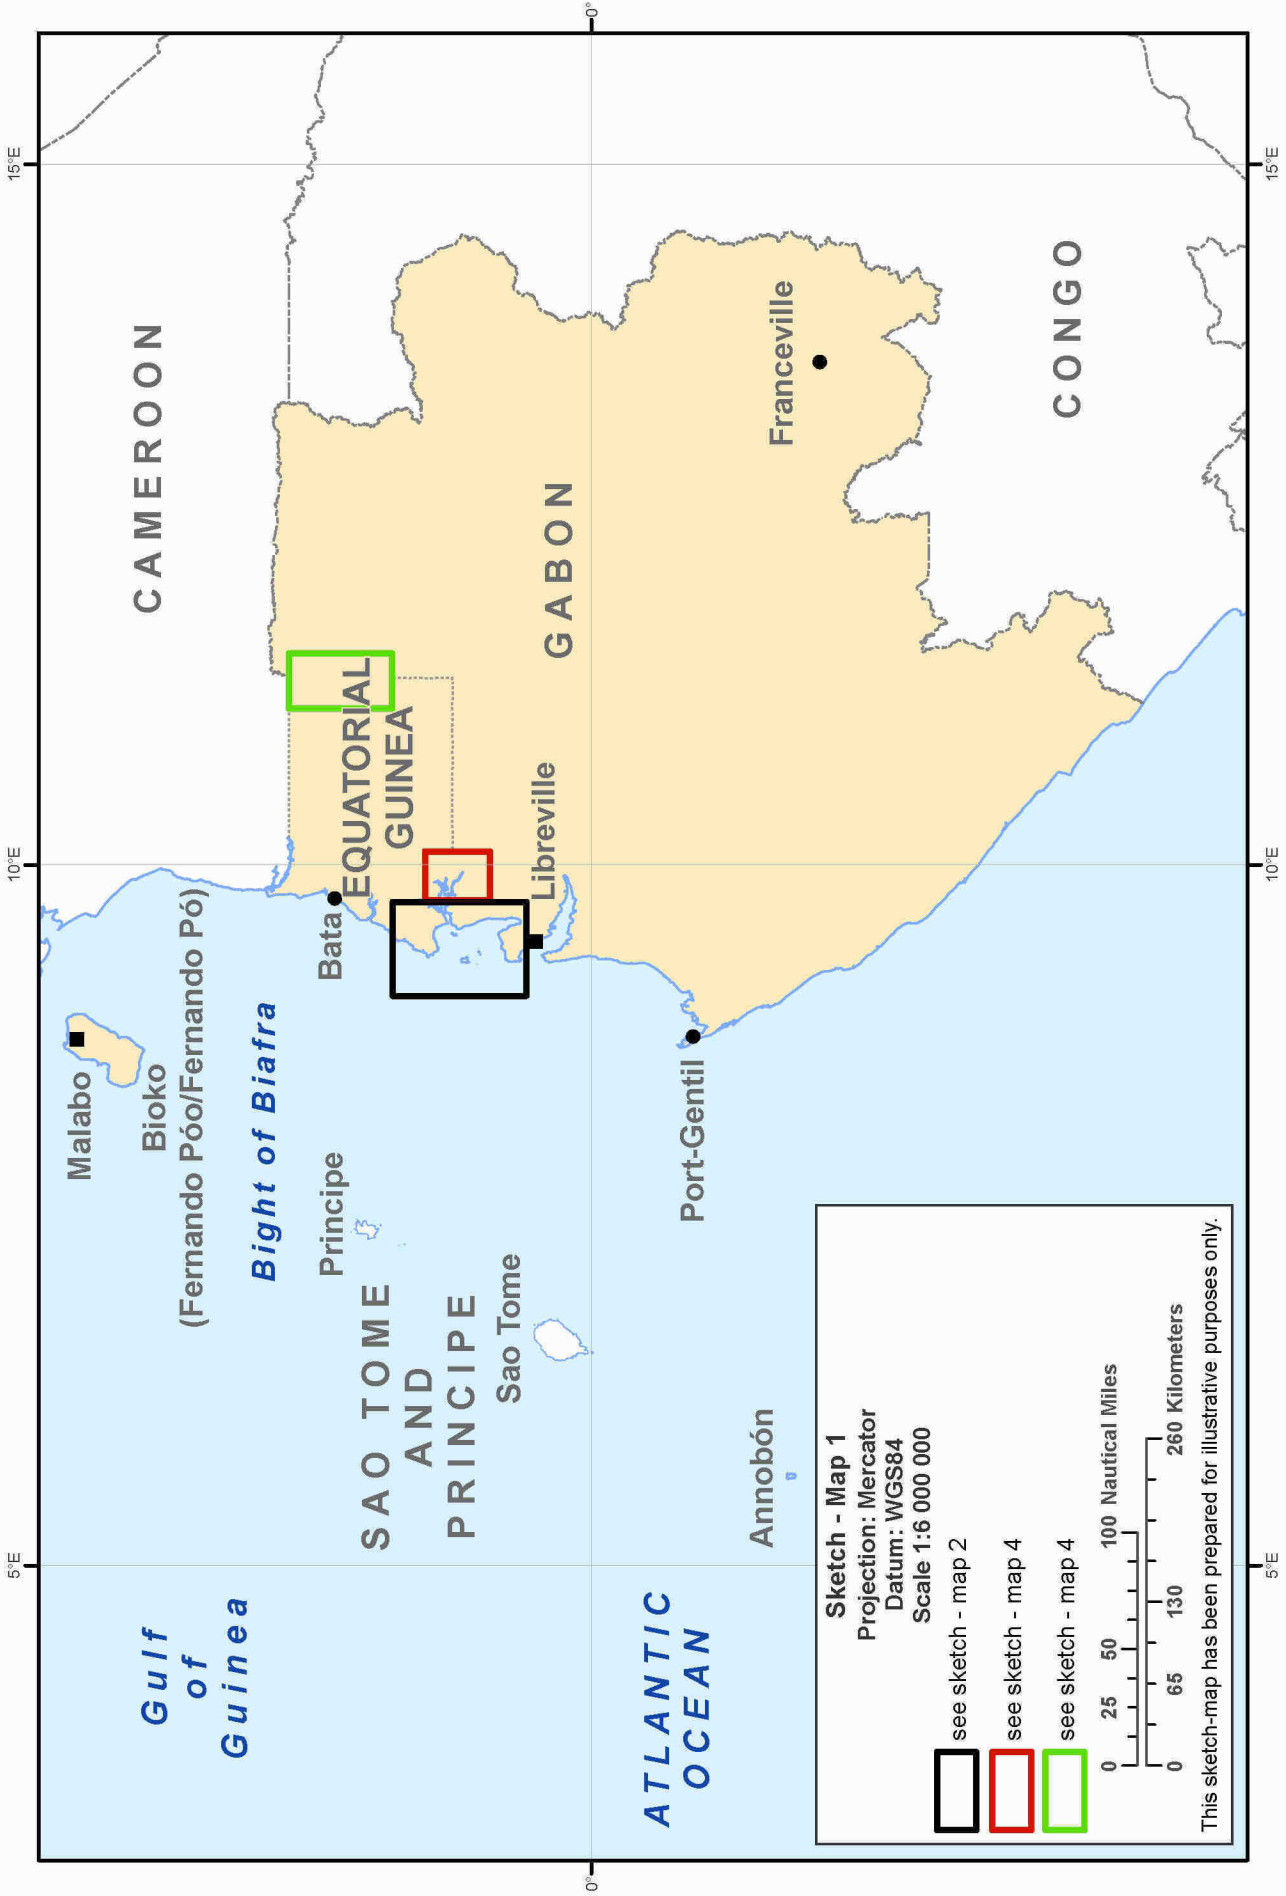 5°E
10°E
15°E
CAMEROON
Malabo
Bioko
(Fernando Póo/Fernando Pó)
Gulf
of
Guinea
Bight of Biafra
Principe
Bata
EQUATORIAL
GUINEA
SAO TOME
AND
PRINCIPE
Sao Tome
Libreville
GABON
0°
0°
ATLANTIC
OCEAN
Port-Gentil
Annobón
Franceville
CONGO
Sketch - Map 1
Projection: Mercator
Datum: WGS84
Scale 1:6 000 000
see sketch - map 2
see sketch - map 4
see sketch - map 4
0 25 50 100 Nautical Miles
0 65 130 260 Kilometers
This sketch-map has been prepared for illustrative purposes only.
5°E
10°E
15°E